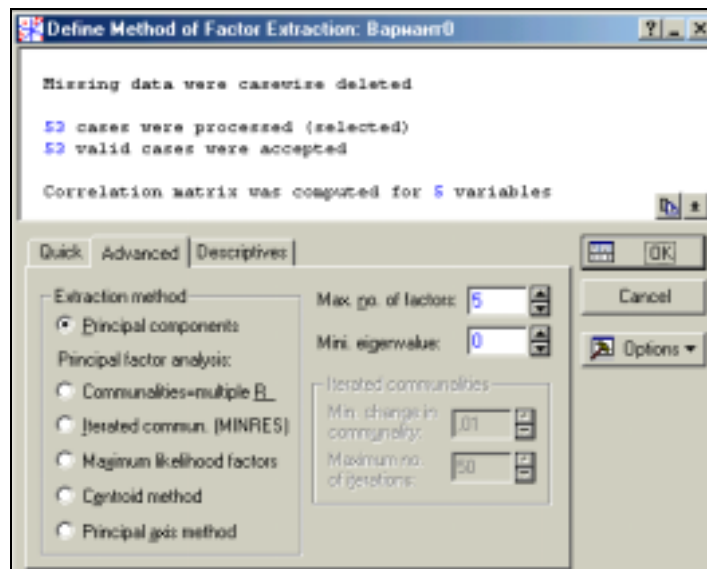 Define Method of Factor Extraction: Вариант0
Missing data were casewise deleted
53 cases were processed (selected)
53 valid cases were accepted
Correlation matrix was computed for 5 variables
Quick Advanced Descriptives
OK
Cancel
Options
Extraction method
Principal components
Principal factor analysis:
Communalities=multiple R
Iterated commun. (MINRES)
Maximum likelihood factors
Centroid method
Principal axis method
Max. no. of factors: 5
Mini. eigenvalue: 0
Iterated communalities
Min. change in
communality: .01
Maximum no.
of iterations: 50